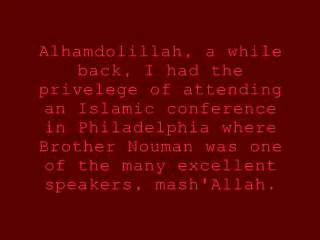 Alhamdolillah, a while
back, I had the
privelege of attending
an Islamic conference
in Philadelphia where
Brother Nouman was one
of the many excellent
speakers, mash'Allah.